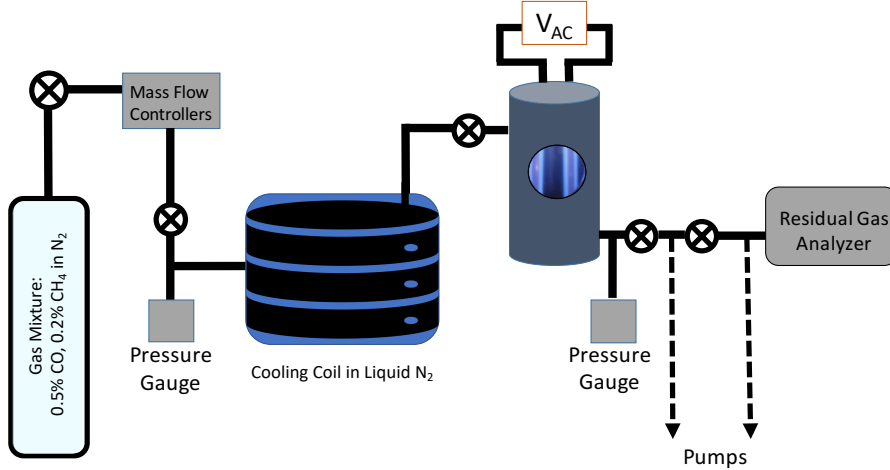 Gas Mixture:
0.5% CO, 0.2% CH4 in N2
Mass Flow
Controllers
Pressure
Gauge
Cooling Coil in Liquid N2
VAC
Pressure
Gauge
Residual Gas
Analyzer
Pumps